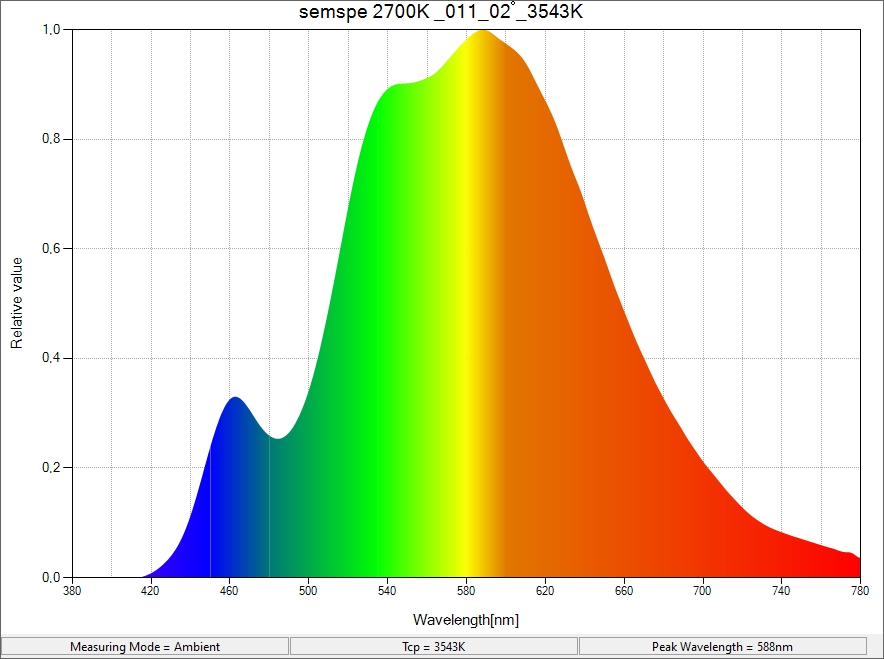 semspe 2700K _011_02°_3543K
1.0
0.8
0.6
0.4
0.2
0.0
Relative value
380 420 460 500 540 580 620 660 700 740 780
Wavelength[nm]
Measuring Mode = Ambient Tcp = 3543K Peak Wavelength = 588nm